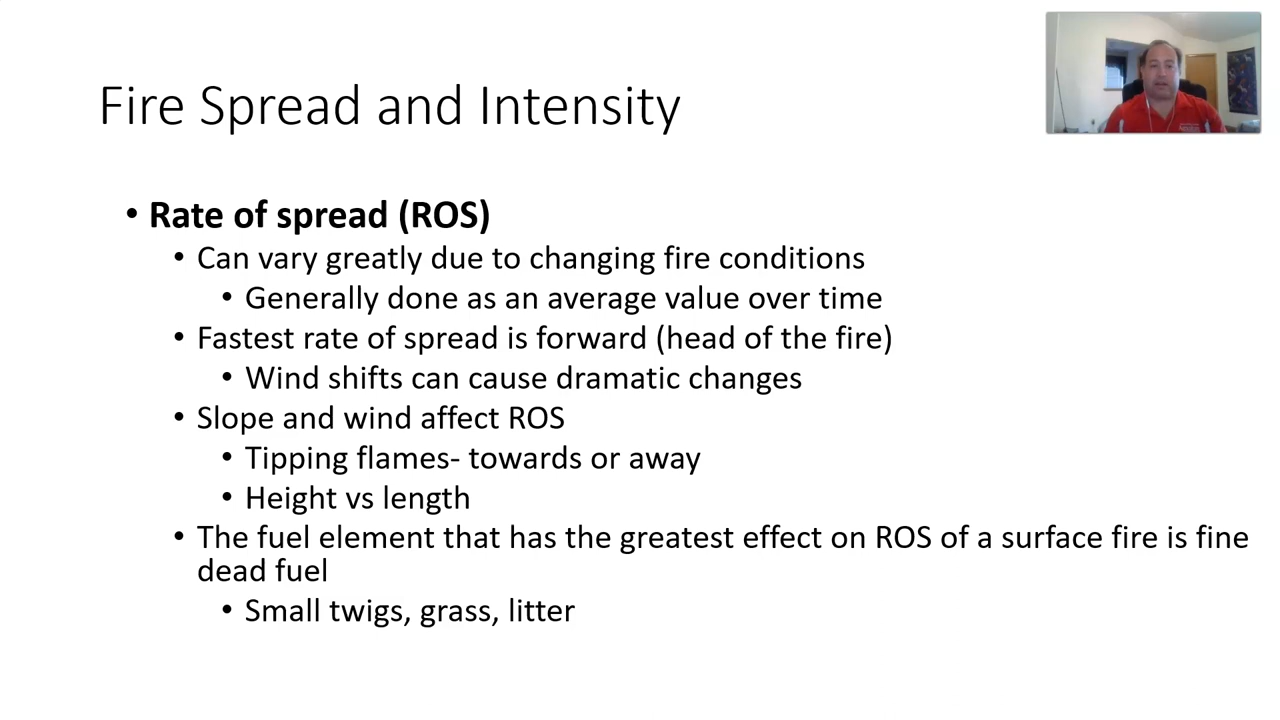 Fire Spread and Intensity
• Rate of spread (ROS)
• Can vary greatly due to changing fire conditions
• Generally done as an average value over time
• Fastest rate of spread is forward (head of the fire)
• Wind shifts can cause dramatic changes
• Slope and wind affect ROS
• Tipping flames- towards or away
• Height vs length
• The fuel element that has the greatest effect on ROS of a surface fire is fine
dead fuel
• Small twigs, grass, litter